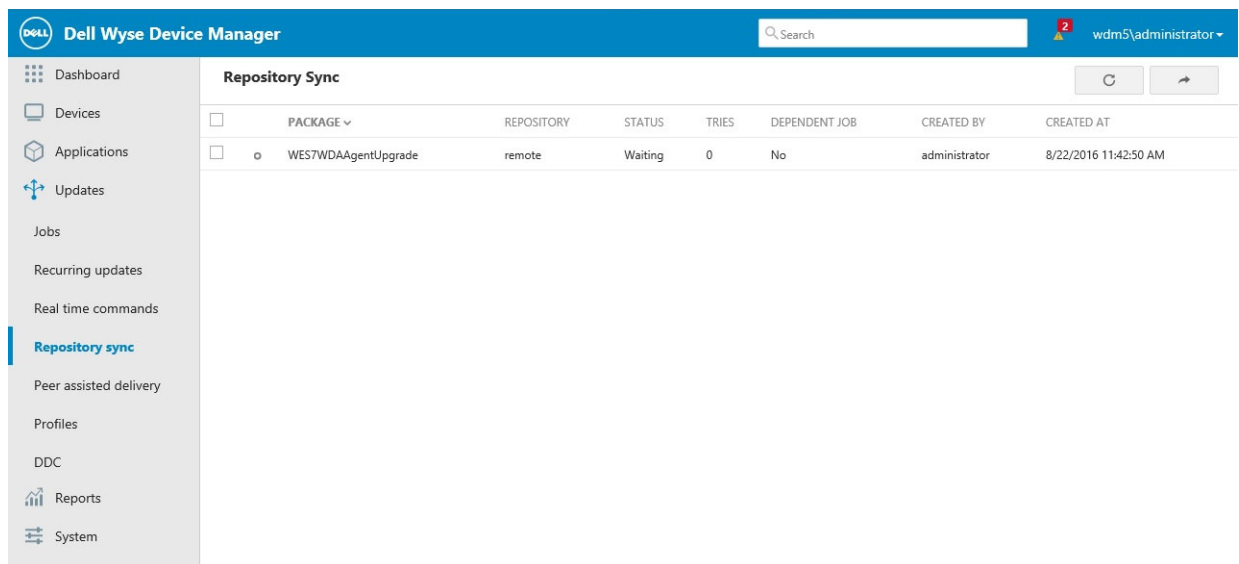 DELL Dell Wyse Device Manager Search 2 wdm5\administrator
Dashboard
Devices
Applications
Updates
Jobs
Recurring updates
Real time commands
Repository sync
Peer assisted delivery
Profiles
DDC
Reports
System
Repository Sync
PACKAGE REPOSITORY STATUS TRIES DEPENDENT JOB CREATED BY CREATED AT
WES7WDAAgentUpgrade remote Waiting 0 No administrator 8/22/2016 11:42:50 AM